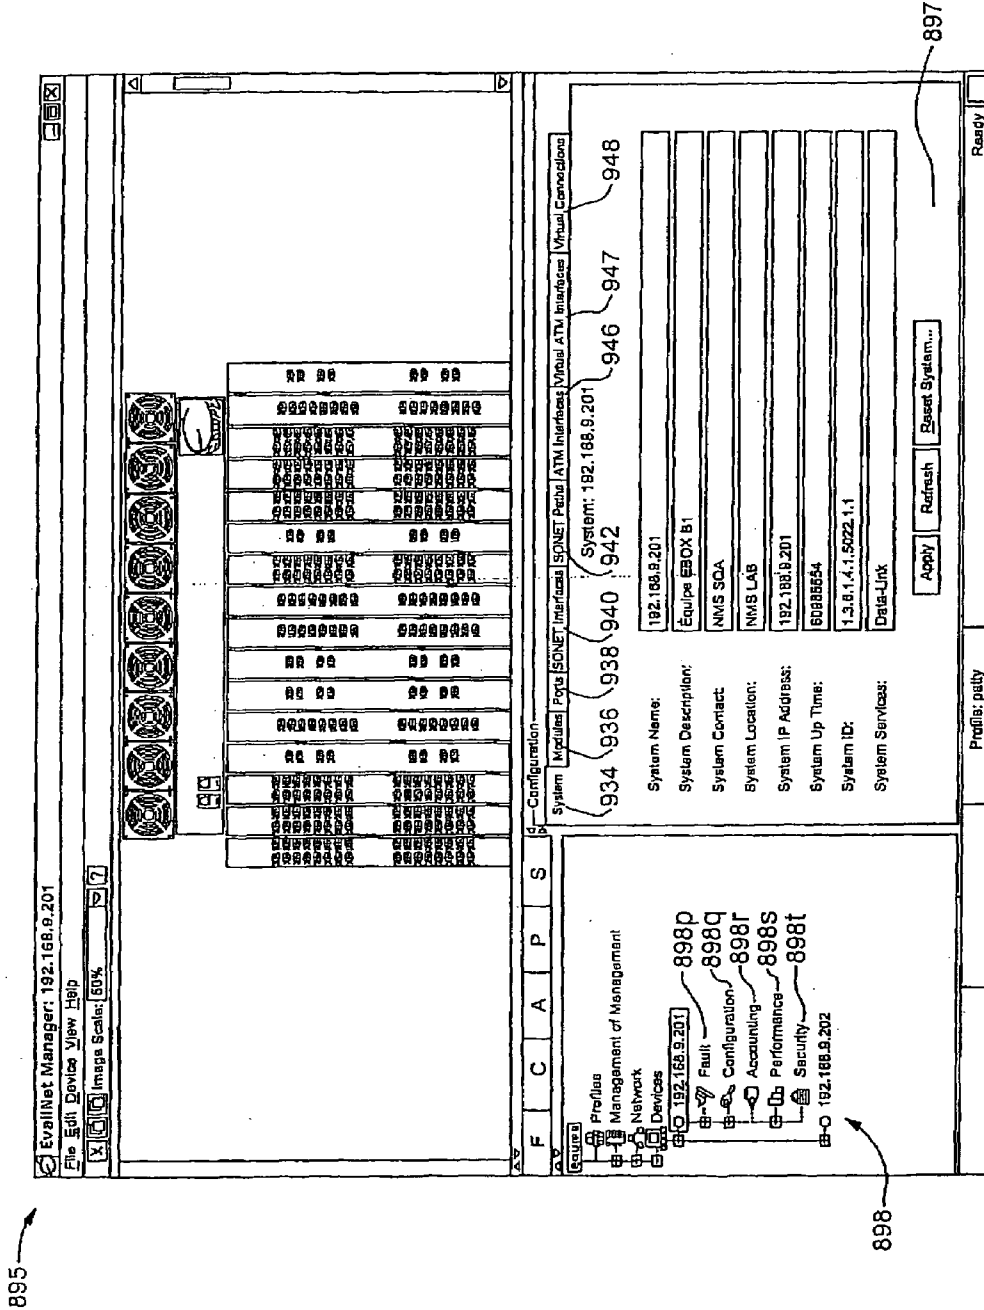 895
EvalINet Manager: 192.168.9.201
File Edit Device View Help
Image Scale: 50%
F C A P S
Equipe
Profiles
Management of Management
Network
Devices
192.168.9.201
Fault 898p
Configuration 898q
Accounting 898r
Performance 898s
Security 898t
192.168.9.202
898
Configuration
System Modules Ports SONET Interfaces SONET Paths ATM Interfaces Virtual ATM Interfaces Virtual Connections
934 936 938 940 942 946 947 948
System: 192.168.9.201
System Name: 192.168.9.201
System Description: Equipe EBOX B1
System Contact: NMS SQA
System Location: NMS LAB
System IP Address: 192.188.9.201
System Up Time: 60985554
System ID: 1.3.6.1.4.1.5022.1.1
System Services: Data-Link
Apply Refresh Reset System...
897
Profile: patty
Ready